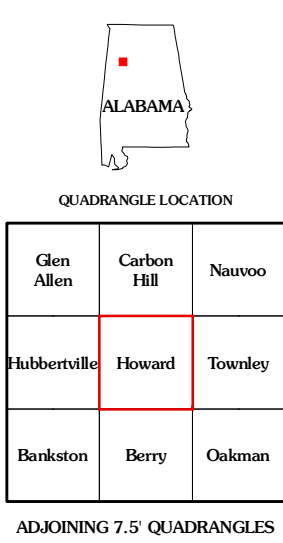 ALABAMA
QUADRANGLE LOCATION
Glen
Allen
Carbon
Hill
Nauvoo
Hubbertville
Howard
Townley
Bankston
Berry
Oakman
ADJOINING 7.5' QUADRANGLES